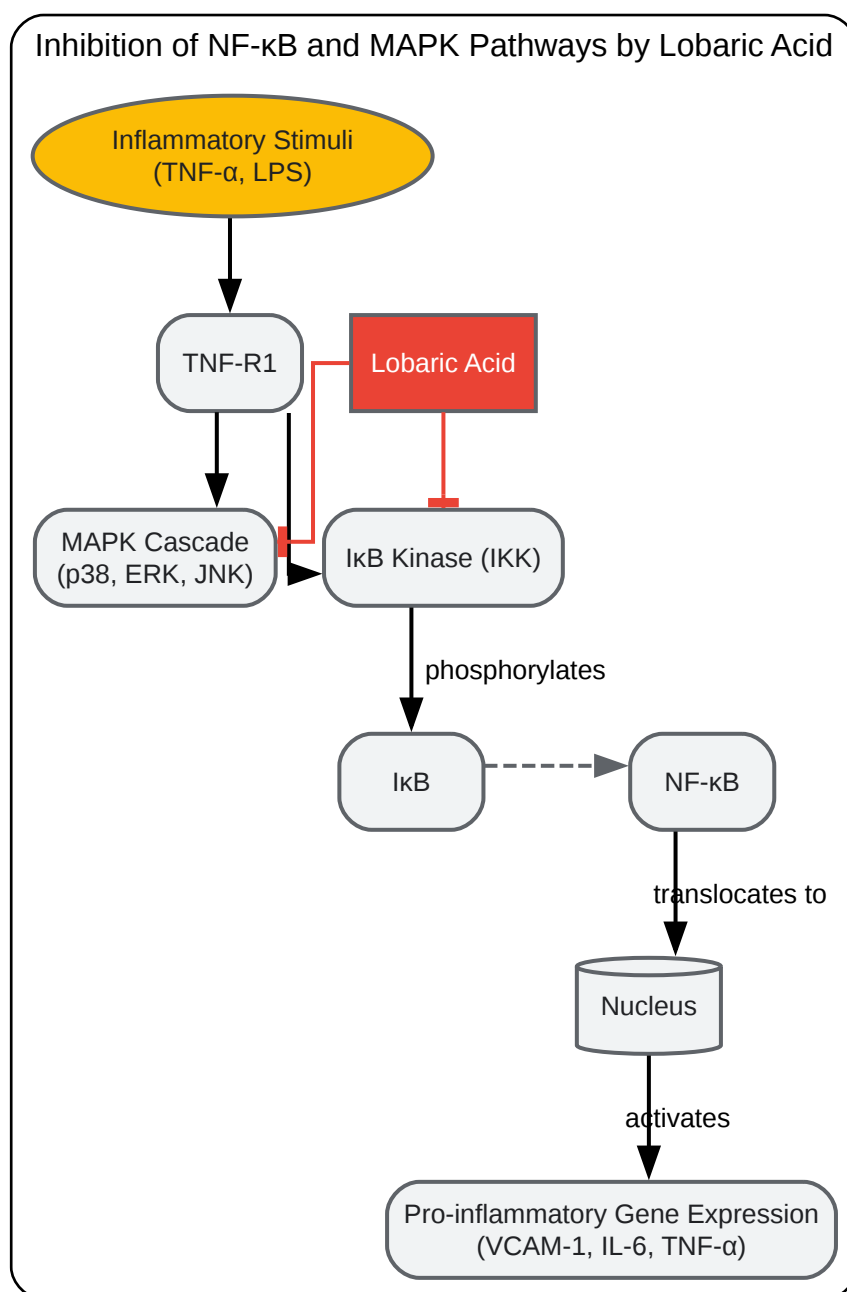 Inhibition of NF-κB and MAPK Pathways by Lobaric Acid
Inflammatory Stimuli
(TNF-α, LPS)
TNF-R1
Lobaric Acid
MAPK Cascade
(p38, ERK, JNK)
IκB Kinase (IKK)
phosphorylates
IκB
NF-κB
translocates to
Nucleus
activates
Pro-inflammatory Gene Expression
(VCAM-1, IL-6, TNF-α)